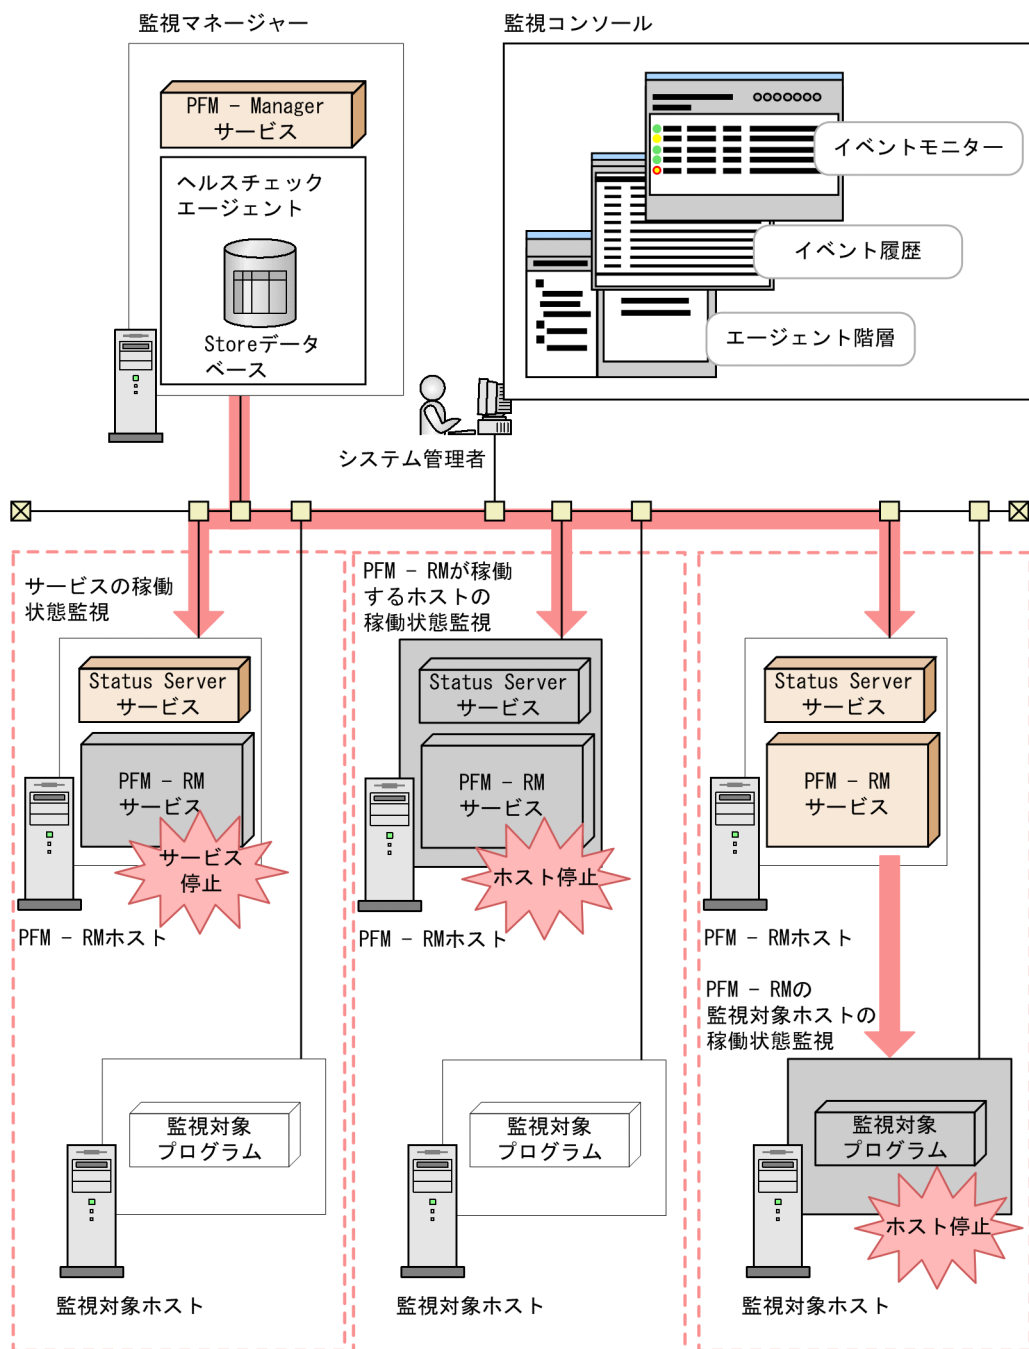 監視マネージャー
監視コンソール
PFM － Manager
サービス
ヘルスチェック
エージェント
Storeデータ
ベース
イベントモニター
イベント履歴
エージェント階層
システム管理者
サービスの稼働
状態監視
Status Server
サービス
PFM － RM
サービス
サービス
停止
PFM － RMホスト
監視対象
プログラム
監視対象ホスト
PFM － RMが稼働
するホストの
稼働状態監視
Status Server
サービス
PFM － RM
サービス
ホスト停止
PFM － RMホスト
監視対象
プログラム
監視対象ホスト
Status Server
サービス
PFM － RM
サービス
PFM － RMホスト
PFM － RMの
監視対象ホストの
稼働状態監視
監視対象
プログラム
ホスト停止
監視対象ホスト